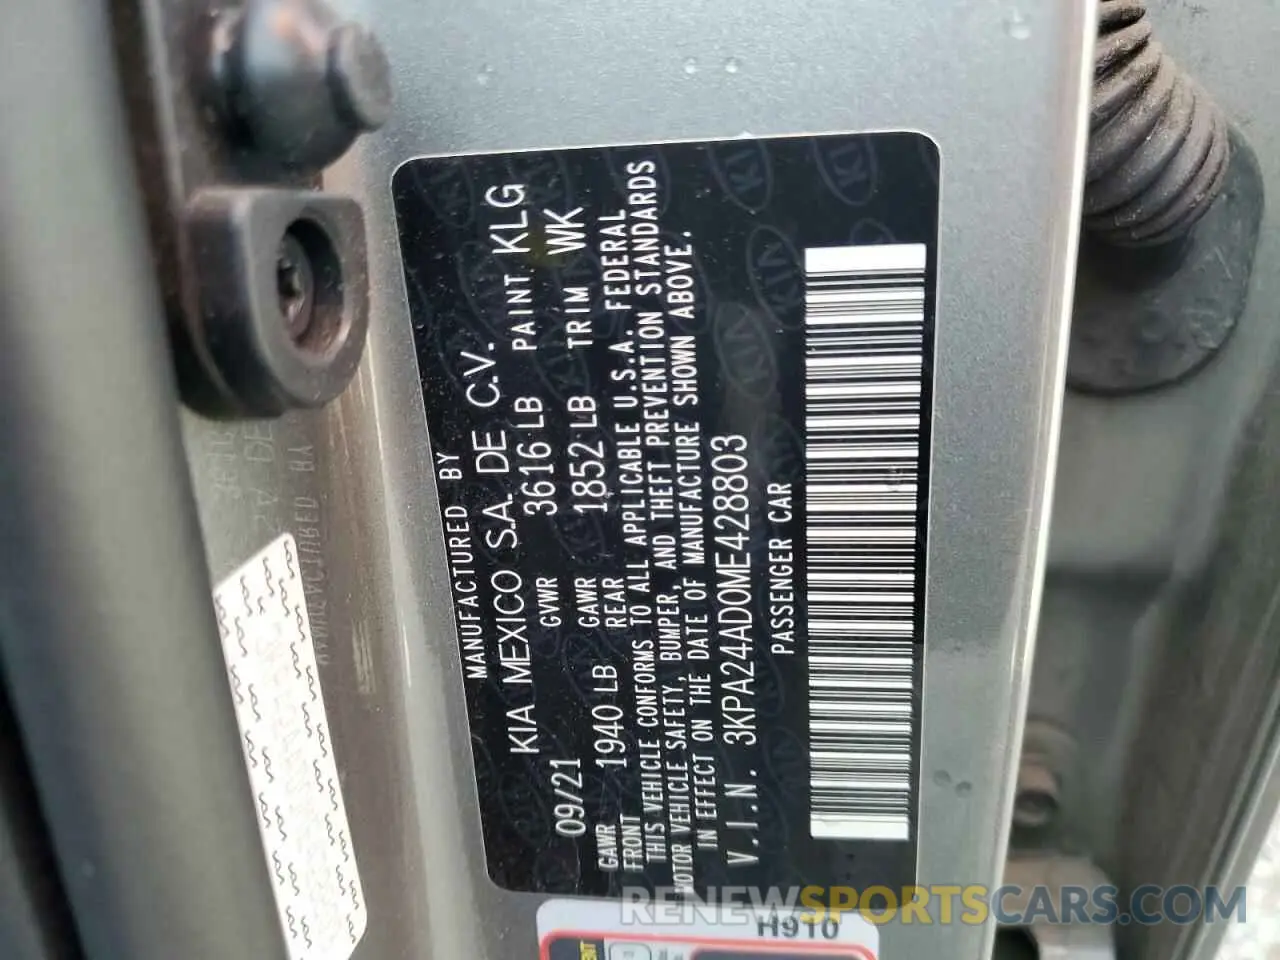 MANUFACTURED BY
KIA MEXICO S.A. DE C.V.
09/21 GVWR 3616 LB PAINT KLG
GAWR FRONT 1940 LB GAWR REAR 1852 LB TRIM WK
THIS VEHICLE CONFORMS TO ALL APPLICABLE U.S.A. FEDERAL
MOTOR VEHICLE SAFETY, BUMPER, AND THEFT PREVENTION STANDARDS
IN EFFECT ON THE DATE OF MANUFACTURE SHOWN ABOVE.
V.I.N. 3KPA24AD0ME428803
PASSENGER CAR
H910
RENEWSPORTSCARS.COM